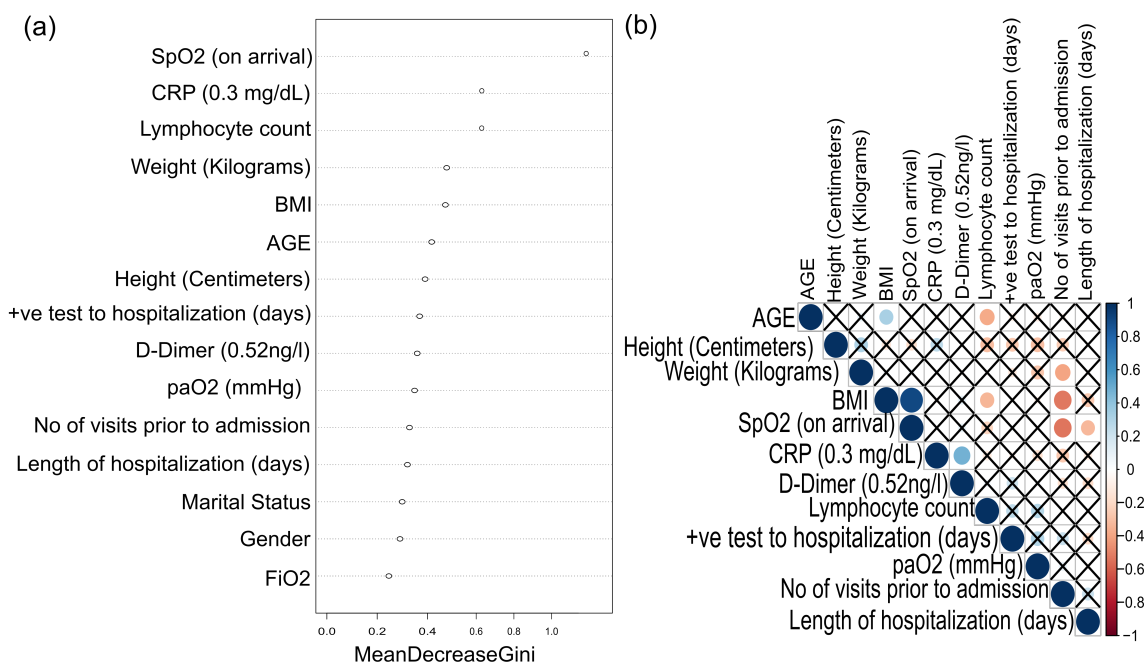 (a)
SpO2 (on arrival)
CRP (0.3 mg/dL)
Lymphocyte count
Weight (Kilograms)
BMI
AGE
Height (Centimeters)
+ve test to hospitalization (days)
D-Dimer (0.52ng/l)
paO2 (mmHg)
No of visits prior to admission
Length of hospitalization (days)
Marital Status
Gender
FiO2
0.0 0.2 0.4 0.6 0.8 1.0
MeanDecreaseGini
(b)
AGE
Height (Centimeters)
Weight (Kilograms)
BMI
SpO2 (on arrival)
CRP (0.3 mg/dL)
D-Dimer (0.52ng/l)
Lymphocyte count
+ve test to hospitalization (days)
paO2 (mmHg)
No of visits prior to admission
Length of hospitalization (days)
AGE
Height (Centimeters)
Weight (Kilograms)
BMI
SpO2 (on arrival)
CRP (0.3 mg/dL)
D-Dimer (0.52ng/l)
Lymphocyte count
+ve test to hospitalization (days)
paO2 (mmHg)
No of visits prior to admission
Length of hospitalization (days)
1
0.8
0.6
0.4
0.2
0
-0.2
-0.4
-0.6
-0.8
-1